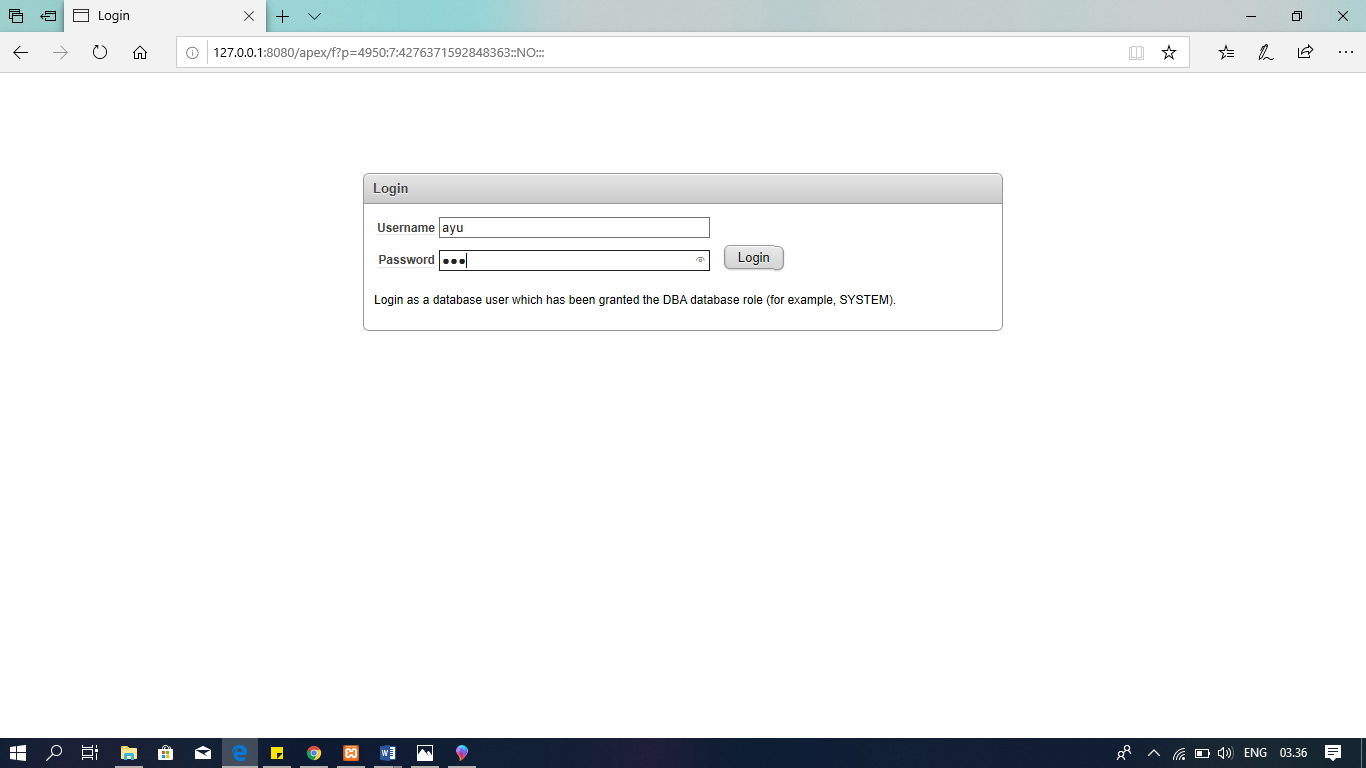 Login
127.0.0.1:8080/apex/f?p=4950:7:4276371592848363::NO:::
Login
Username ayu
Password •••
Login
Login as a database user which has been granted the DBA database role (for example, SYSTEM).
ENG 03.36